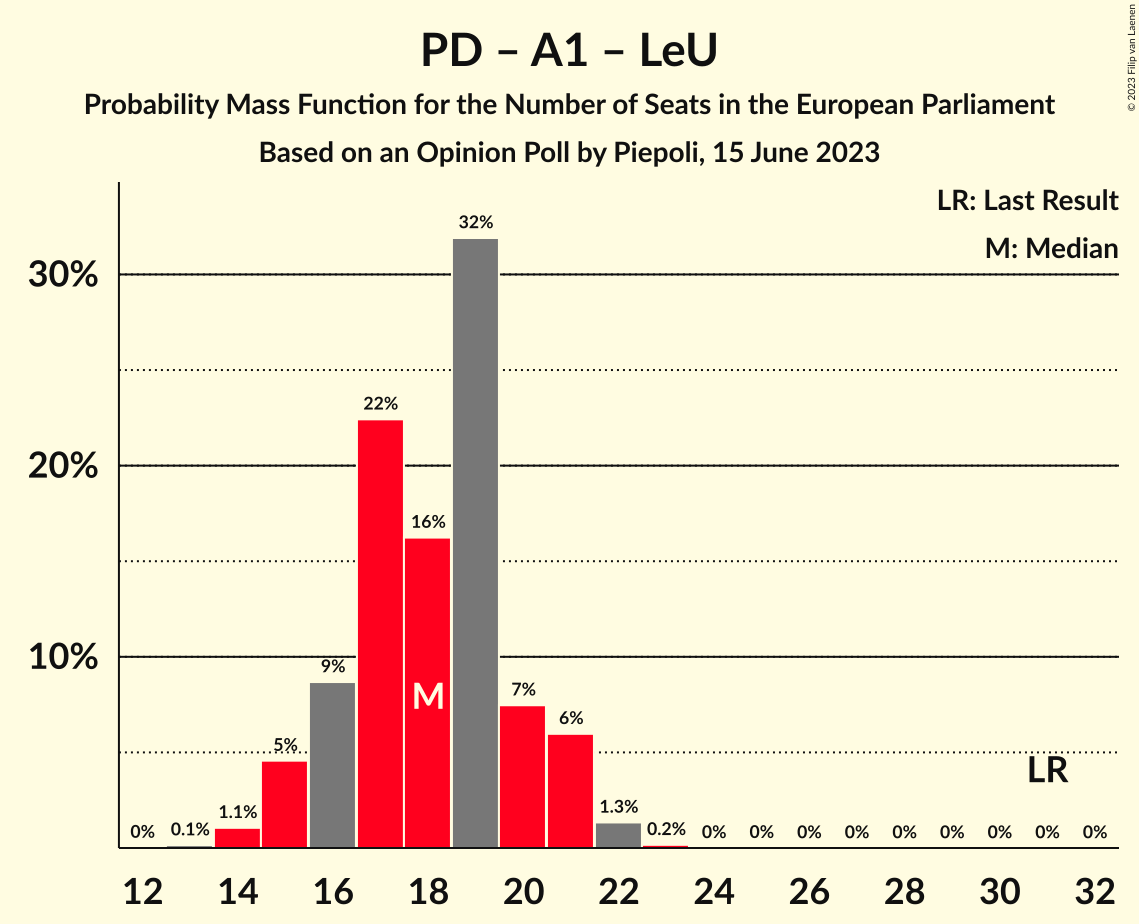 PD – A1 – LeU
Probability Mass Function for the Number of Seats in the European Parliament
Based on an Opinion Poll by Piepoli, 15 June 2023
© 2023 Filip van Laenen
LR: Last Result
M: Median
30%
20%
10%
0% 0.1% 1.1% 5% 9% 22% 16% 32% 7% 6% 1.3% 0.2% 0% 0% 0% 0% 0% 0% 0% 0% 0%
M
LR
12 14 16 18 20 22 24 26 28 30 32